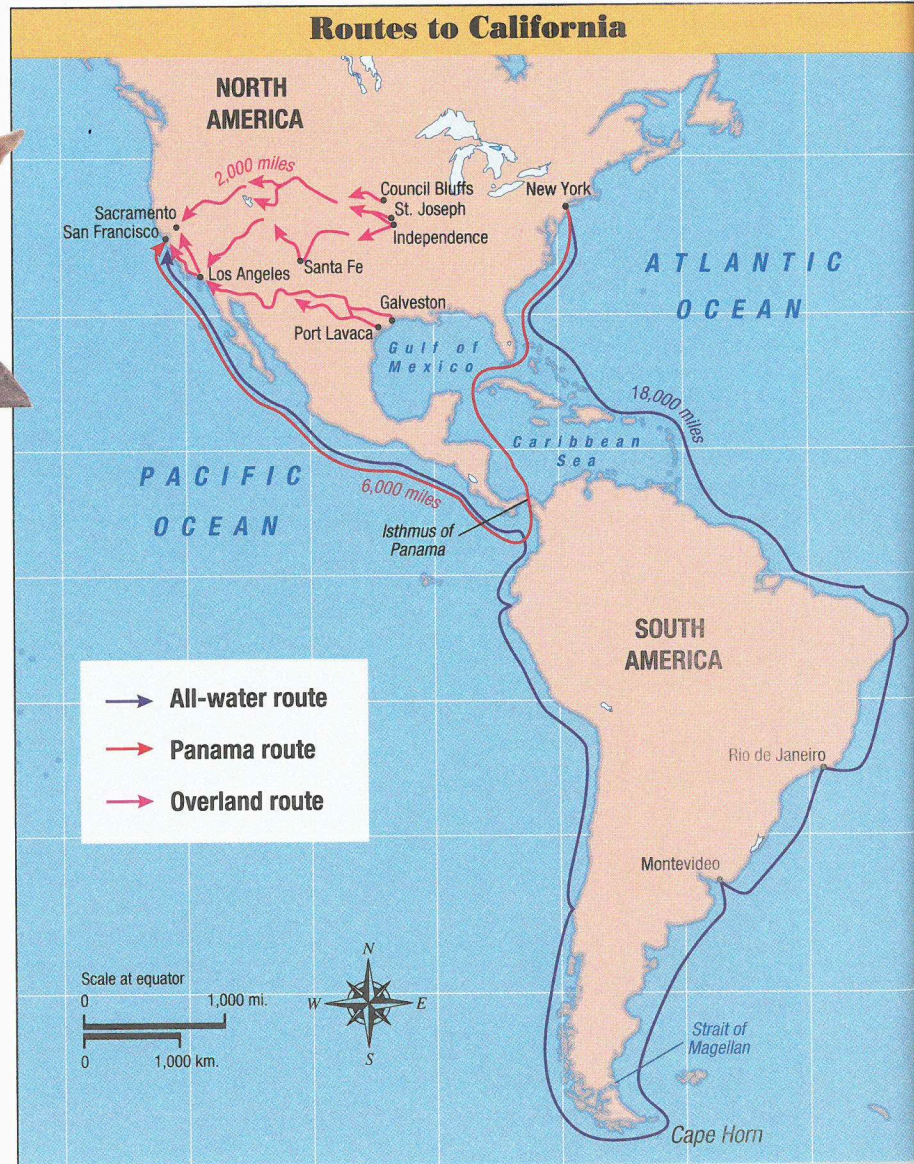 Routes to California
NORTH
AMERICA
2,000 miles
Council Bluffs
St. Joseph
Independence
New York
Sacramento
San Francisco
Los Angeles
Santa Fe
Galveston
Port Lavaca
Gulf of
Mexico
ATLANTIC
OCEAN
18,000 miles
Caribbean
Sea
PACIFIC
OCEAN
6,000 miles
Isthmus of
Panama
SOUTH
AMERICA
All-water route
Panama route
Overland route
Rio de Janeiro
Montevideo
Scale at equator
0 1,000 mi.
0 1,000 km.
N
W E
S
Strait of
Magellan
Cape Horn